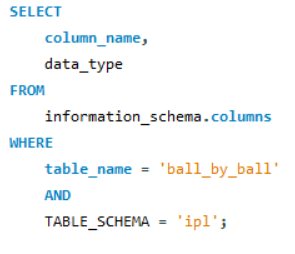 SELECT
column_name,
data_type
FROM
information_schema.columns
WHERE
table_name = 'ball_by_ball'
AND
TABLE_SCHEMA = 'ipl';